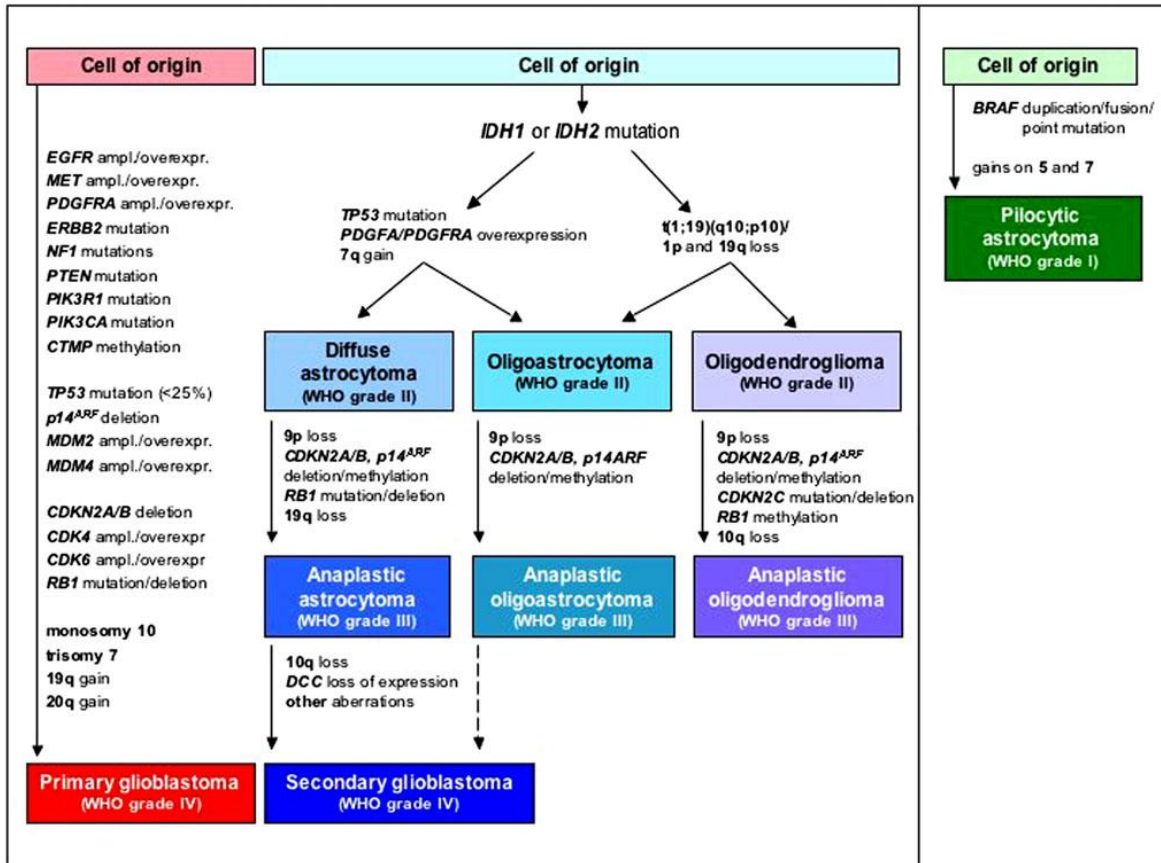 Cell of origin
EGFR ampl./overexpr.
MET ampl./overexpr.
PDGFRA ampl./overexpr.
ERBB2 mutation
NF1 mutations
PTEN mutation
PIK3R1 mutation
PIK3CA mutation
CTMP methylation
TP53 mutation (<25%)
p14ARF deletion
MDM2 ampl./overexpr.
MDM4 ampl./overexpr.
CDKN2A/B deletion
CDK4 ampl./overexpr
CDK6 ampl./overexpr
RB1 mutation/deletion
monosomy 10
trisomy 7
19q gain
20q gain
Primary glioblastoma
(WHO grade IV)
Cell of origin
IDH1 or IDH2 mutation
TP53 mutation
PDGFA/PDGFRA overexpression
7q gain
t(1;19)(q10;p10)/
1p and 19q loss
Diffuse
astrocytoma
(WHO grade II)
Oligoastrocytoma
(WHO grade II)
Oligodendroglioma
(WHO grade II)
9p loss
CDKN2A/B, p14ARF
deletion/methylation
RB1 mutation/deletion
19q loss
9p loss
CDKN2A/B, p14ARF
deletion/methylation
9p loss
CDKN2A/B, p14ARF
deletion/methylation
CDKN2C mutation/deletion
RB1 methylation
10q loss
Anaplastic
astrocytoma
(WHO grade III)
Anaplastic
oligoastrocytoma
(WHO grade III)
Anaplastic
oligodendroglioma
(WHO grade III)
10q loss
DCC loss of expression
other aberrations
Secondary glioblastoma
(WHO grade IV)
Cell of origin
BRAF duplication/fusion/
point mutation
gains on 5 and 7
Pilocytic
astrocytoma
(WHO grade I)